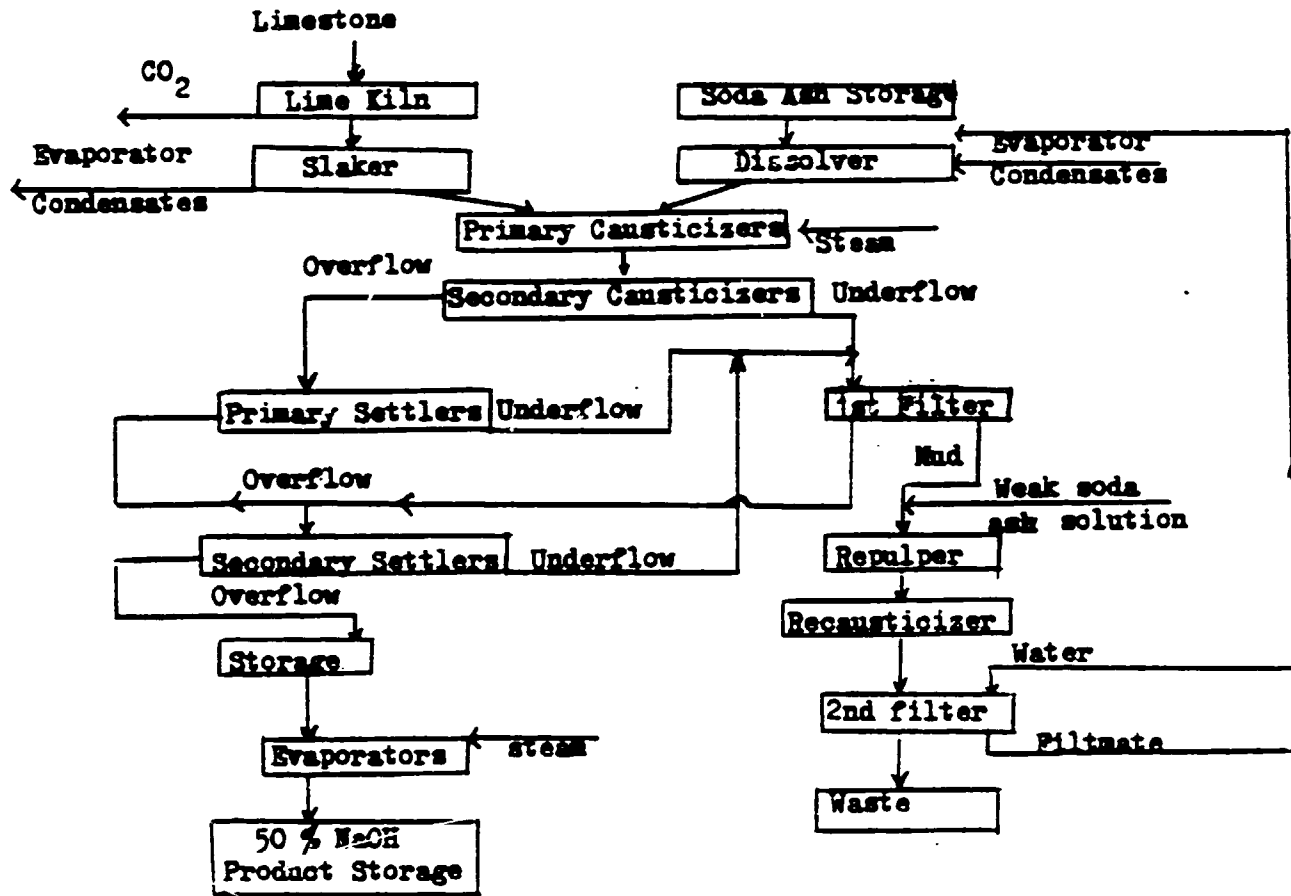 Limestone
CO2
Lime Kiln
Soda Ash Storage
Evaporator
Condensates
Slaker
Dissolver
Evaporator
Condensates
Primary Causticizers
Steam
Overflow
Secondary Causticizers
Underflow
Primary Settlers
Underflow
1st Filter
Mud
Overflow
Weak soda
ash solution
Secondary Settlers
Underflow
Repulper
Overflow
Recausticizer
Storage
Water
2nd filter
Evaporators
steam
Filtmate
Waste
50 % NaOH
Product Storage